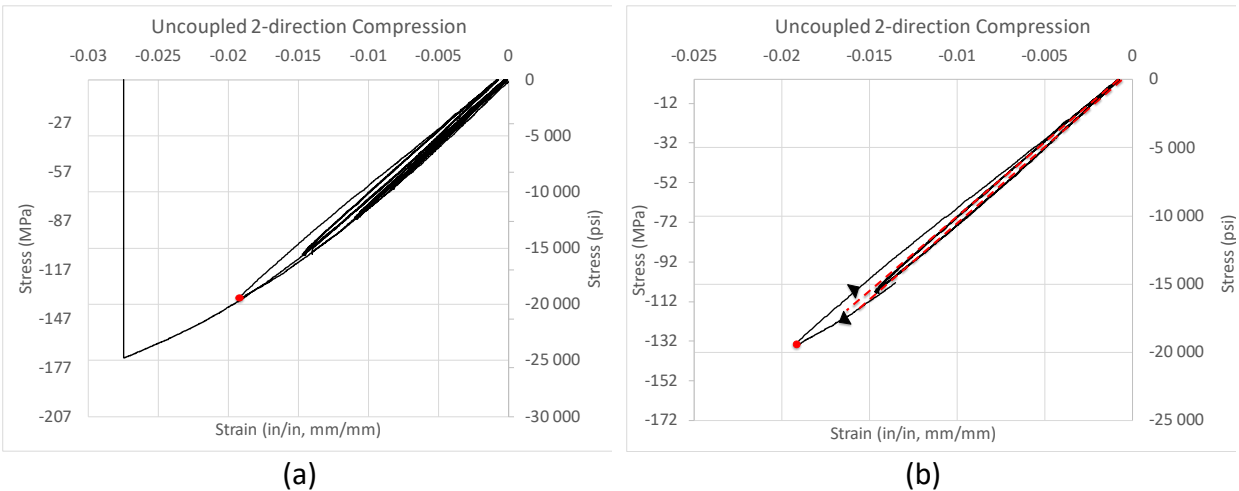 Uncoupled 2-direction Compression
-0.03 -0.025 -0.02 -0.015 -0.01 -0.005 0
0
-5 000
-10 000
-15 000
-20 000
-25 000
-30 000
-27
-57
-87
-117
-147
-177
-207
Stress (MPa)
Stress (psi)
Strain (in/in, mm/mm)
(a)
Uncoupled 2-direction Compression
-0.025 -0.02 -0.015 -0.01 -0.005 0
0
-5 000
-10 000
-15 000
-20 000
-25 000
-12
-32
-52
-72
-92
-112
-132
-152
-172
Stress (MPa)
Stress (psi)
Strain (in/in, mm/mm)
(b)